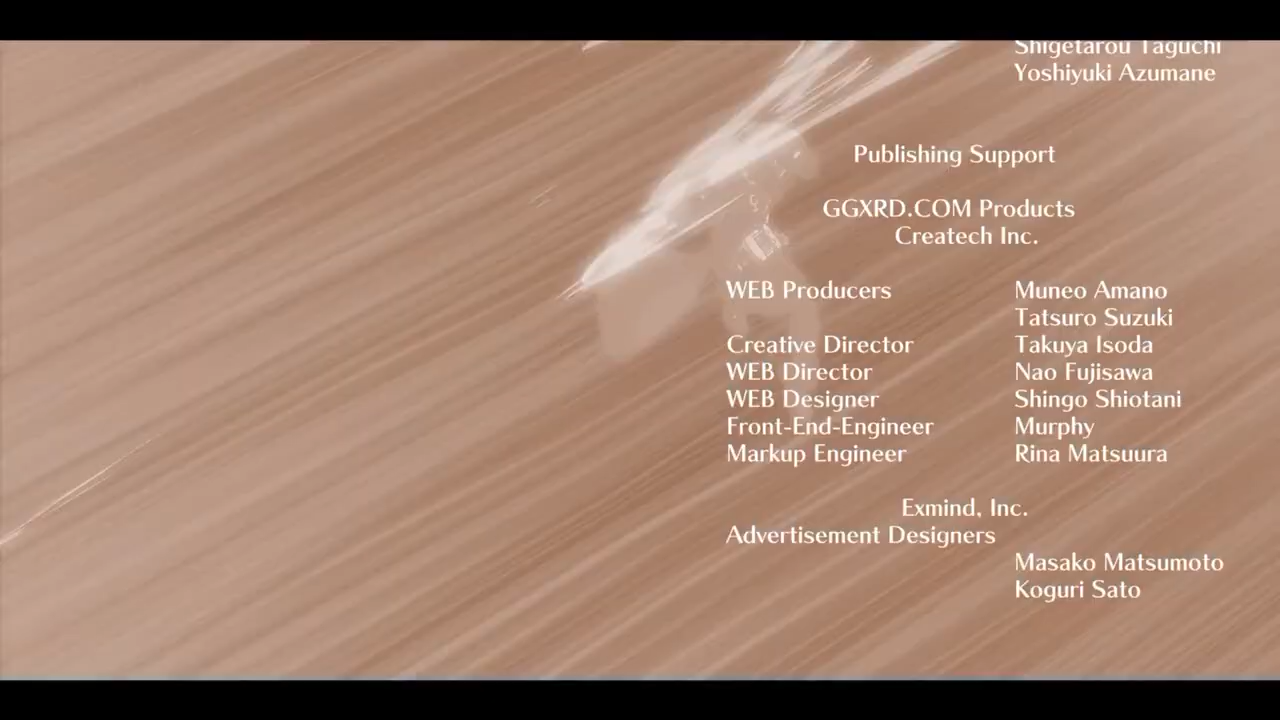 Shigetarou Taguchi
Yoshiyuki Azumane
Publishing Support
GGXRD.COM Products
Createch Inc.
WEB Producers Muneo Amano
Tatsuro Suzuki
Creative Director Takuya Isoda
WEB Director Nao Fujisawa
WEB Designer Shingo Shiotani
Front-End-Engineer Murphy
Markup Engineer Rina Matsuura
Exmind, Inc.
Advertisement Designers
Masako Matsumoto
Koguri Sato